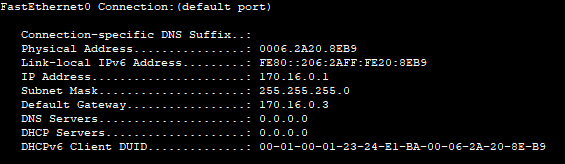 FastEthernet0 Connection:(default port)
Connection-specific DNS Suffix..:
Physical Address................: 0006.2A20.8EB9
Link-local IPv6 Address.........: FE80::206:2AFF:FE20:8EB9
IP Address......................: 170.16.0.1
Subnet Mask.....................: 255.255.255.0
Default Gateway.................: 170.16.0.3
DNS Servers.....................: 0.0.0.0
DHCP Servers....................: 0.0.0.0
DHCPv6 Client DUID..............: 00-01-00-01-23-24-E1-BA-00-06-2A-20-8E-B9